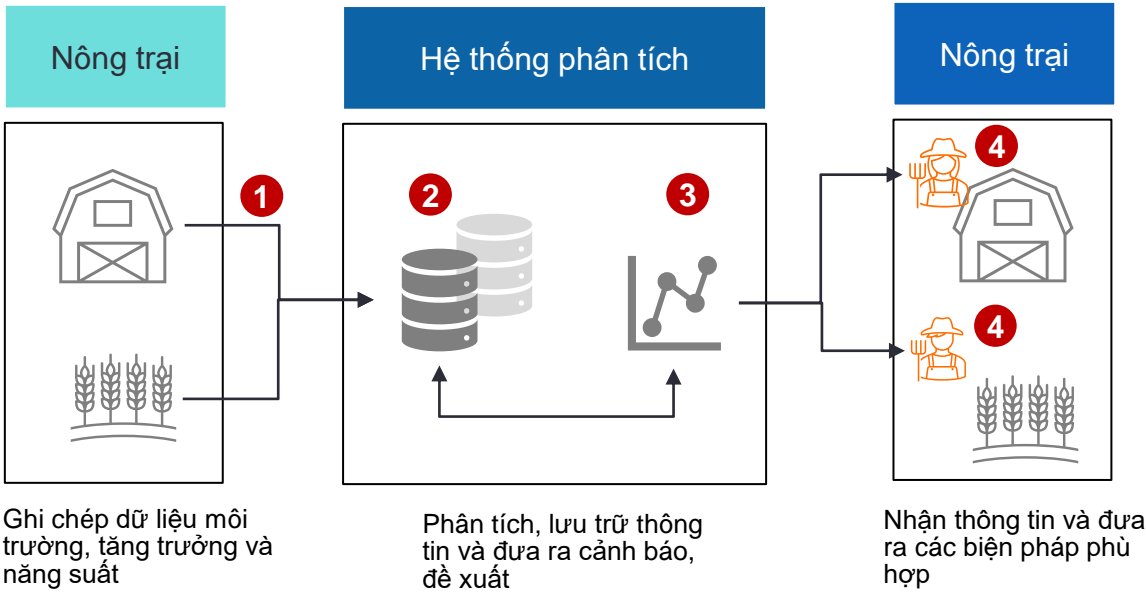 Nông trại
Hệ thống phân tích
Nông trại
1
2
3
4
4
Ghi chép dữ liệu môi
trường, tăng trưởng và
năng suất
Phân tích, lưu trữ thông
tin và đưa ra cảnh báo,
đề xuất
Nhận thông tin và đưa
ra các biện pháp phù
hợp